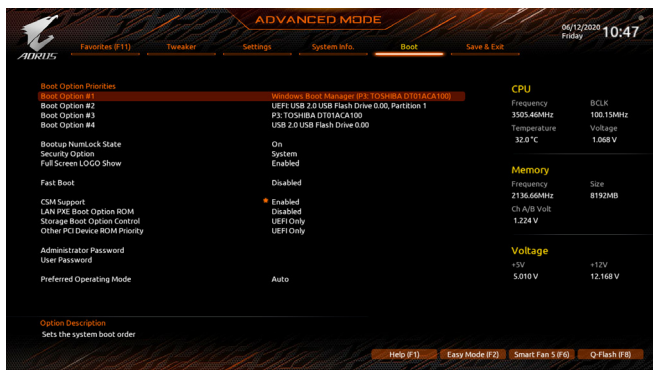 ADVANCED MODE
06/12/2020 Friday 10:47
AORUS
Favorites (F11) Tweaker Settings System Info. Boot Save & Exit
Boot Option Priorities
Boot Option #1 Windows Boot Manager (P3: TOSHIBA DT01ACA100)
Boot Option #2 UEFI: USB 2.0 USB Flash Drive 0.00, Partition 1
Boot Option #3 P3: TOSHIBA DT01ACA100
Boot Option #4 USB 2.0 USB Flash Drive 0.00
Bootup NumLock State On
Security Option System
Full Screen LOGO Show Enabled
Fast Boot Disabled
CSM Support Enabled
LAN PXE Boot Option ROM Disabled
Storage Boot Option Control UEFI Only
Other PCI Device ROM Priority UEFI Only
Administrator Password
User Password
Preferred Operating Mode Auto
CPU
Frequency BCLK
3505.46MHz 100.15MHz
Temperature Voltage
32.0 °C 1.068 V
Memory
Frequency Size
2136.66MHz 8192MB
Ch A/B Volt
1.224 V
Voltage
+5V +12V
5.010 V 12.168 V
Option Description
Sets the system boot order
Help (F1) Easy Mode (F2) Smart Fan 5 (F6) Q-Flash (F8)